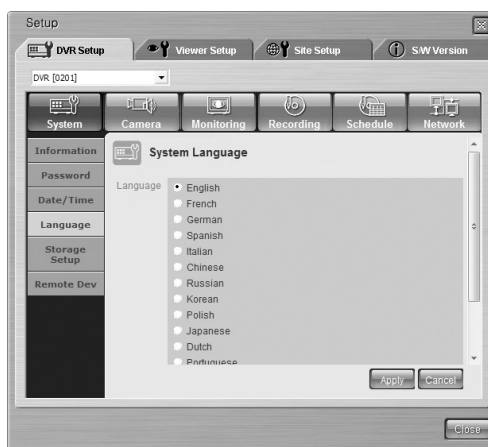 Setup
DVR Setup Viewer Setup Site Setup S/W Version
DVR [0201]
System Camera Monitoring Recording Schedule Network
Information
Password
Date/Time
Language
Storage
Setup
Remote Dev
System Language
Language
English
French
German
Spanish
Italian
Chinese
Russian
Korean
Polish
Japanese
Dutch
Portuguese
Apply Cancel
Close